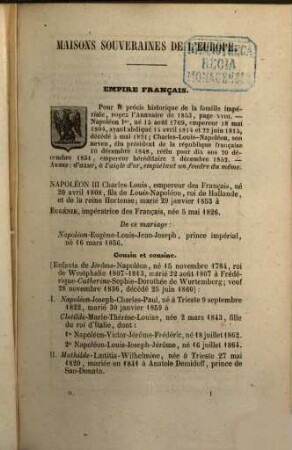 MAISONS SOUVERAINES DE L'EUROPE.
BIBLIOTHECA
REGIA
MONACENSIS
EMPIRE FRANÇAIS.
Pour le précis historique de la famille impériale, voyez l'Annuaire de 1853, page VIII. —
Napoléon Ier, né 15 août 1769, empereur 18 mai
1804, ayant abdiqué 11 avril 1814 et 22 juin 1815,
décédé 5 mai 1821; Charles-Louis-Napoléon, son
neveu, élu président de la république française
10 décembre 1848, réélu pour dix ans 20 décembre 1851, empereur héréditaire 2 décembre 1852. —
Armes: d'azur, à l'aigle d'or, empiétant un foudre du même.
NAPOLÉON III Charles Louis, empereur des Français, né
20 avril 1808, fils de Louis-Napoléon, roi de Hollande,
et de la reine Hortense; marié 29 janvier 1853 à
EUGÉNIE, impératrice des Français, née 5 mai 1826.
De ce mariage:
Napoléon-Eugène-Louis-Jean-Joseph, prince impérial,
né 16 mars 1856.
Cousin et cousine.
(Enfants de Jérôme-Napoléon, né 15 novembre 1784, roi
de Westphalie 1807-1813, marié 22 août 1807 à Frédérique-Catherine-Sophie-Dorothée de Wurtemberg; veuf
28 novembre 1835, décédé 24 juin 1860):
I. Napoléon-Joseph-Charles-Paul, né à Trieste 9 septembre
1822, marié 30 janvier 1859 à
Clotilde-Marie-Thérèse-Louise, née 2 mars 1843, fille
du roi d'Italie, dont:
1º Napoléon-Victor-Jérôme-Frédéric, né 18 juillet 1862.
2º Napoléon-Louis-Joseph-Jérôme, né 16 juillet 1864.
II. Mathilde-Lætitia-Wilhelmine, née à Trieste 27 mai
1820, mariée en 1841 à Anatole Demidoff, prince de
San-Donato.
1